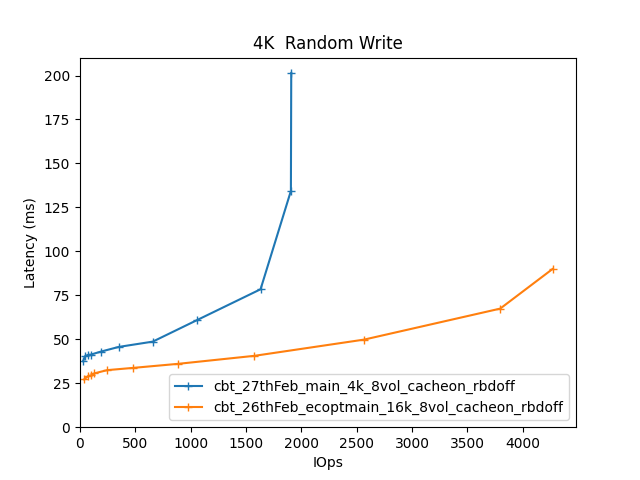 4K  Random Write
Latency (ms)
200
175
150
125
100
75
50
25
0
cbt_27thFeb_main_4k_8vol_cacheon_rbdoff
cbt_26thFeb_ecoptmain_16k_8vol_cacheon_rbdoff
0 500 1000 1500 2000 2500 3000 3500 4000
IOps